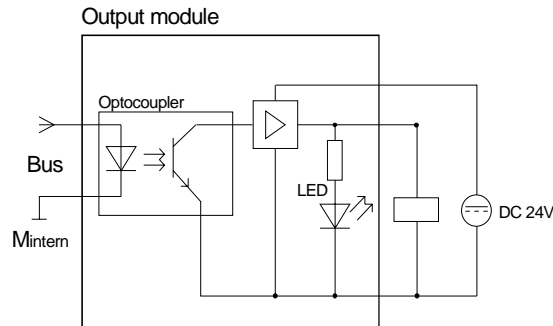 Output module
Optocoupler
Bus
LED
DC 24V
Mintern